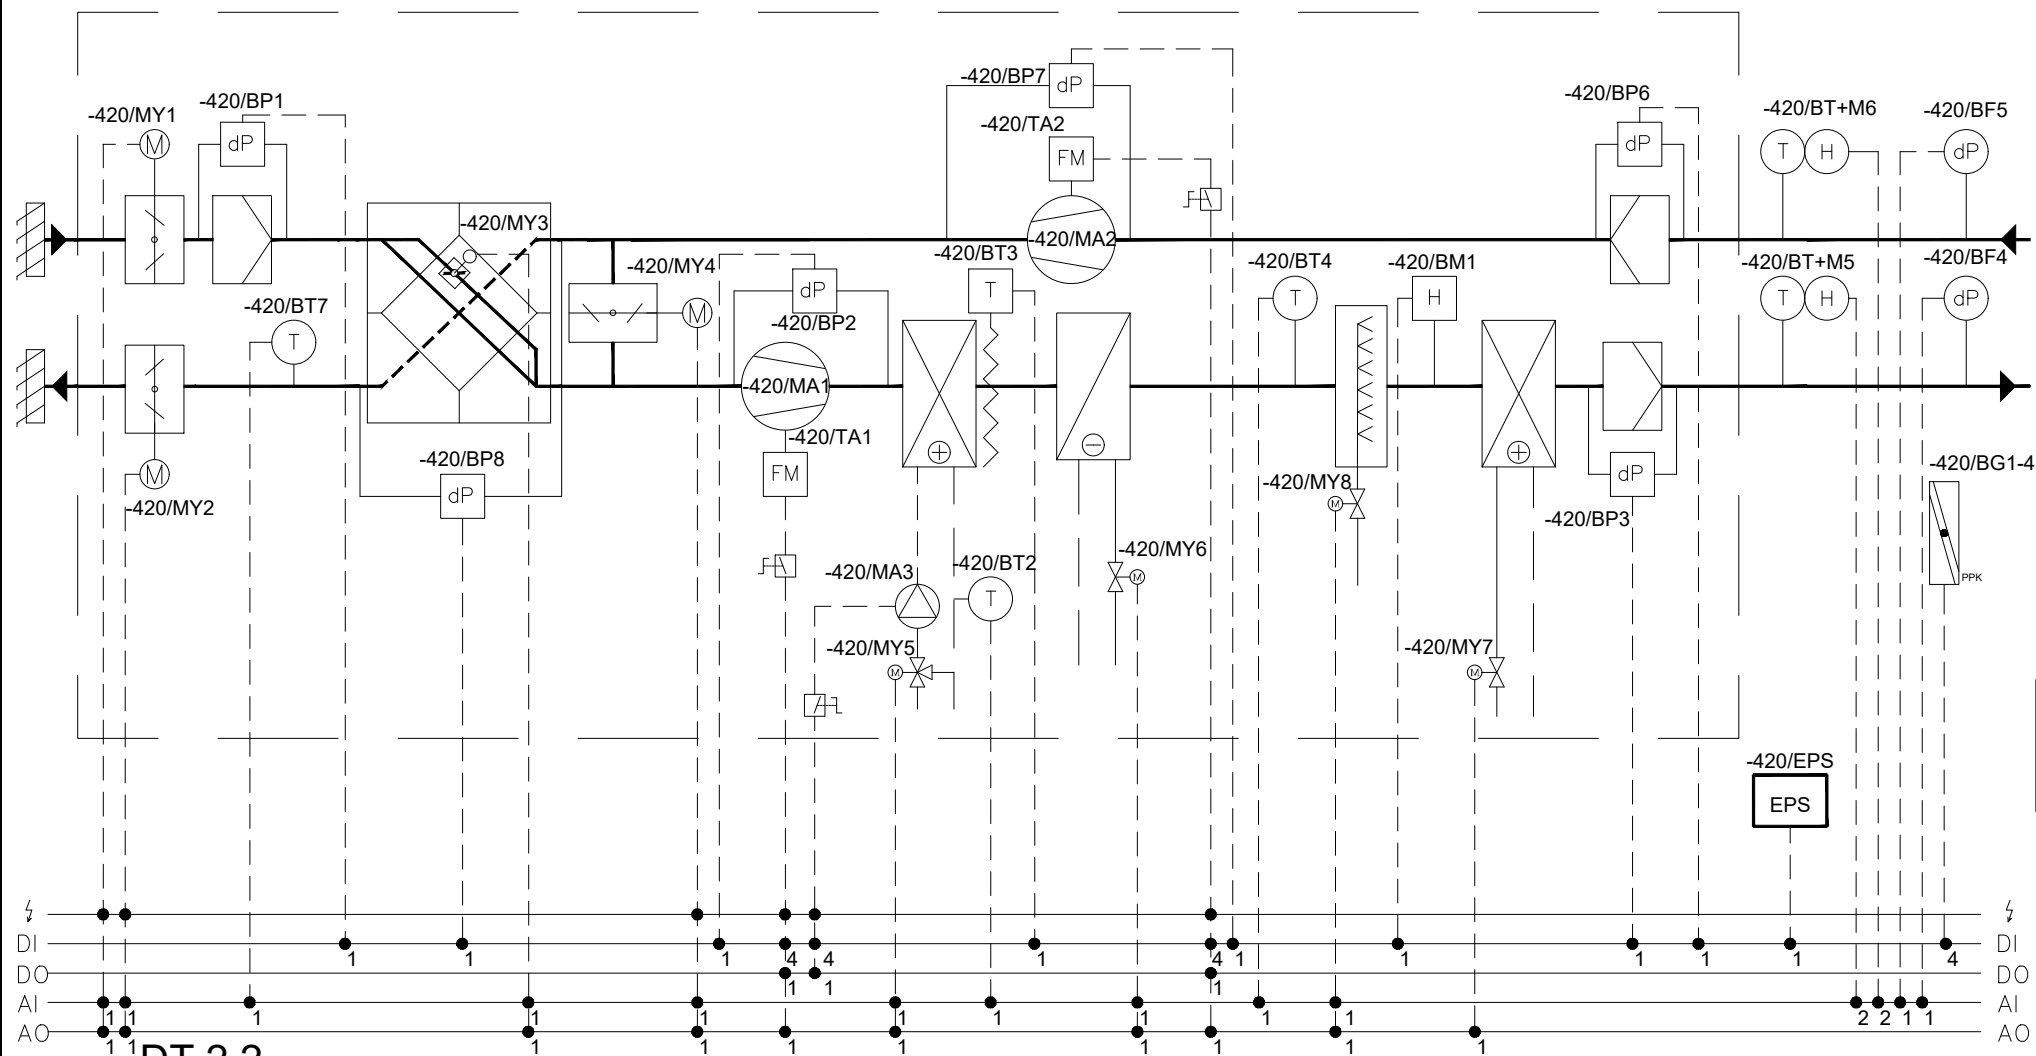 -420/BP7
dP
-420/BP1
-420/MY1
M
dP
-420/TA2
FM
-420/BP6
dP
-420/BT+M6
T H
-420/BF5
dP
-420/MY3
-420/MA2
-420/BT3
T
-420/MY4
M
dP
-420/BP2
-420/BT4
T
-420/BM1
H
-420/BT+M5
T H
-420/BF4
dP
-420/BT7
T
-420/MA1
-420/TA1
FM
-420/BP8
dP
M
-420/MY2
-420/MY8
M
dP
-420/BP3
-420/BG1-4
PPK
-420/MY6
M
-420/MA3
-420/BT2
T
-420/MY5
M
-420/MY7
M
-420/EPS
EPS
DI 1 1 1 4 4 1 4 1 1 1 1 1 4 DI
DO 1 1 1 DO
AI 1 1 1 1 1 1 1 1 1 1 2 2 1 1 AI
AO 1 1 1 1 1 1 1 1 1 1 AO
DT 2.2